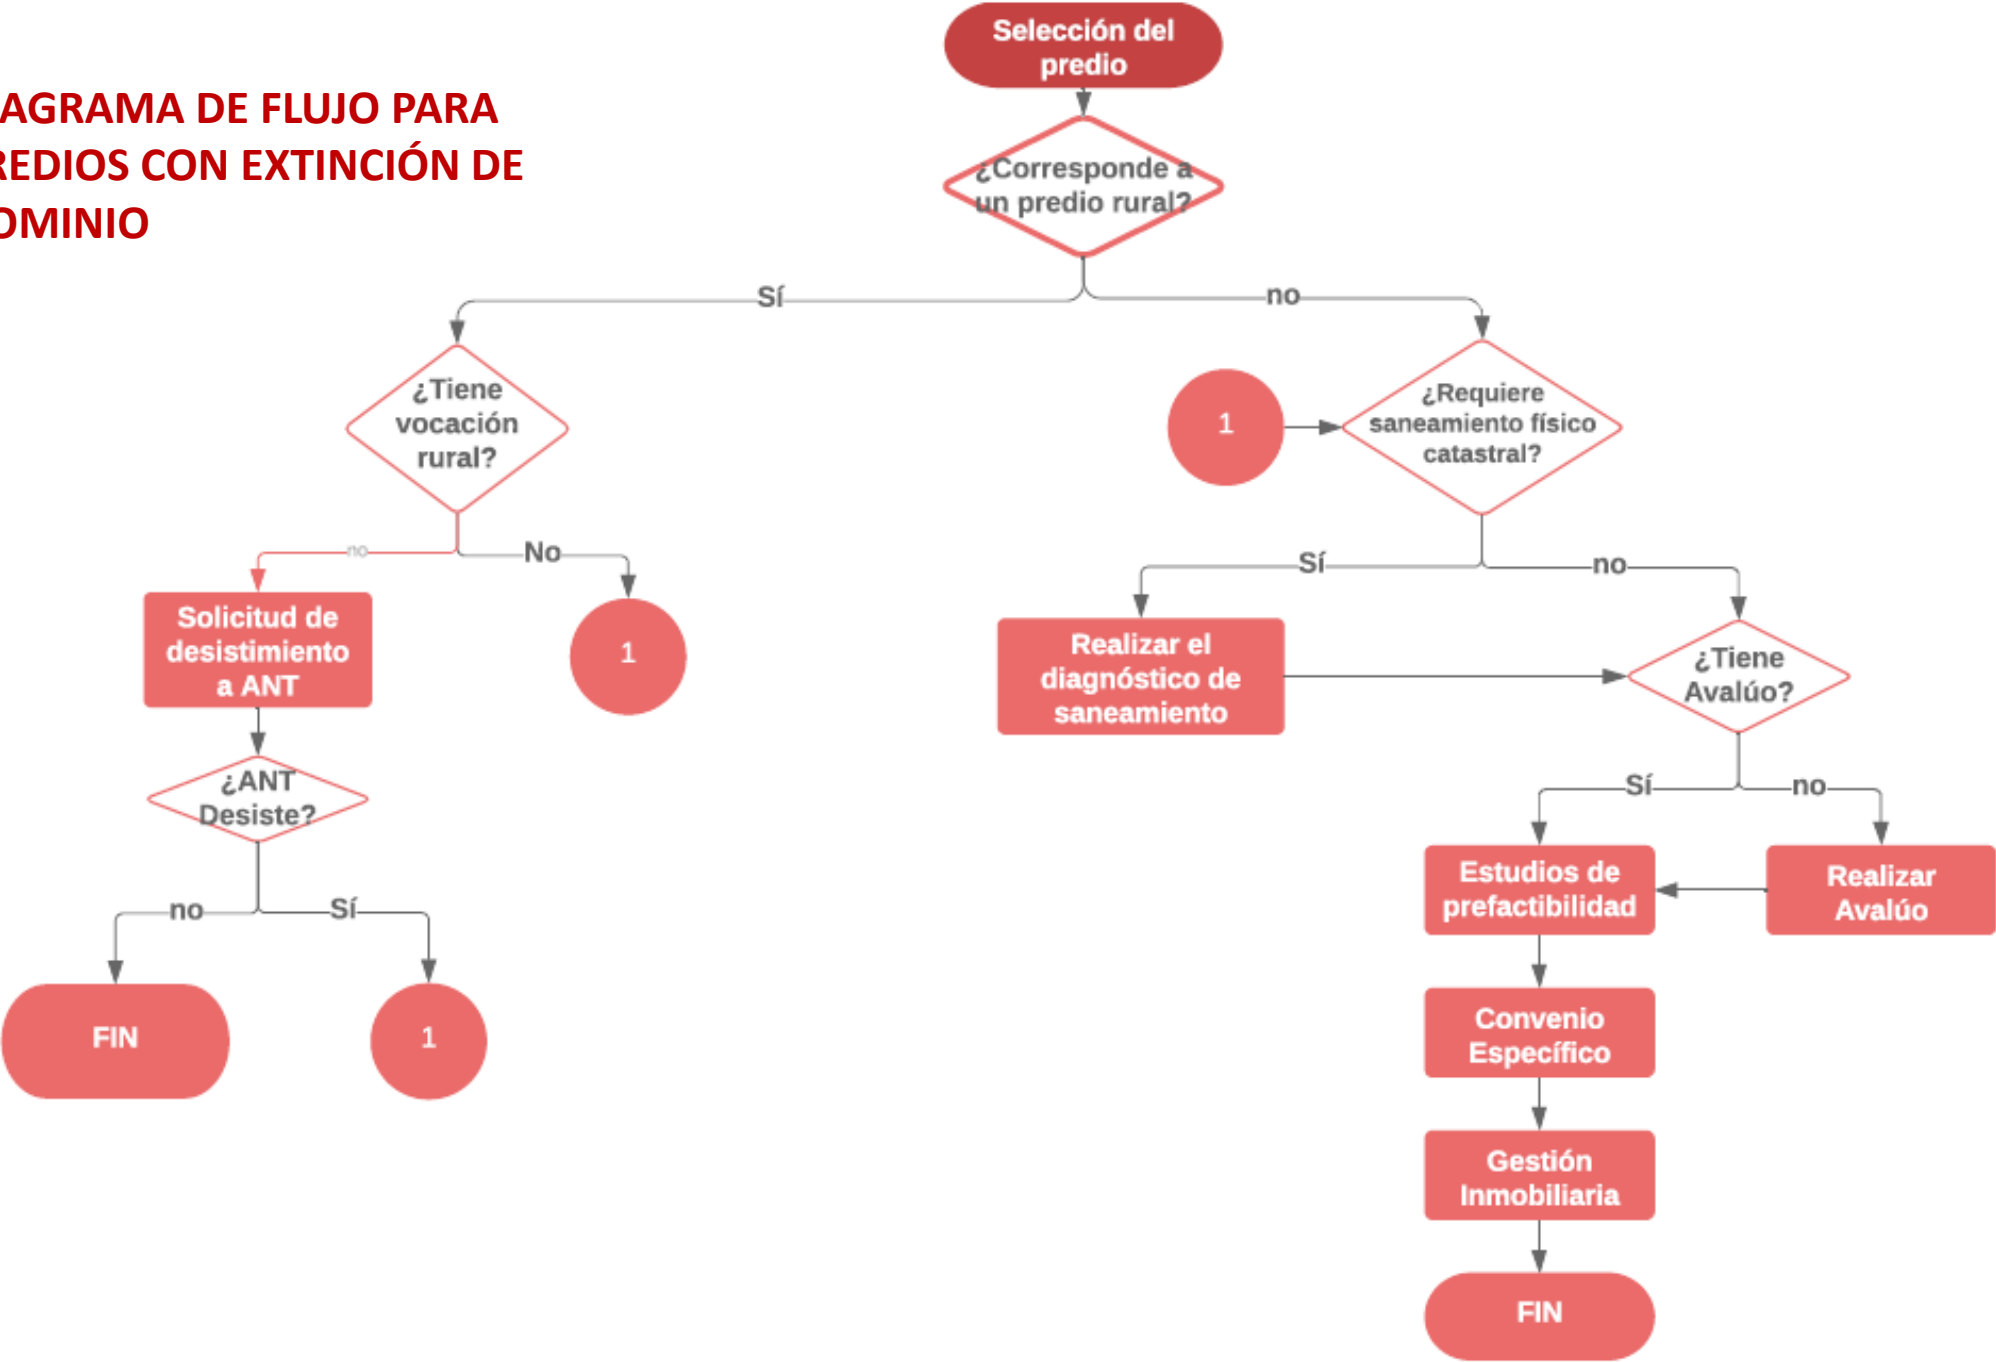 Selección del
predio
AGRAMA DE FLUJO PARA
REDIOS CON EXTINCIÓN DE
OMINIO
¿Corresponde a
un predio rural?
Sí
no
¿Tiene
vocación
rural?
1
¿Requiere
saneamiento físico
catastral?
no
No
Sí
no
Solicitud de
desistimiento
a ANT
1
Realizar el
diagnóstico de
saneamiento
¿Tiene
Avalúo?
¿ANT
Desiste?
Sí
no
Estudios de
prefactibilidad
Realizar
Avalúo
no
Sí
FIN
1
Convenio
Específico
Gestión
Inmobiliaria
FIN